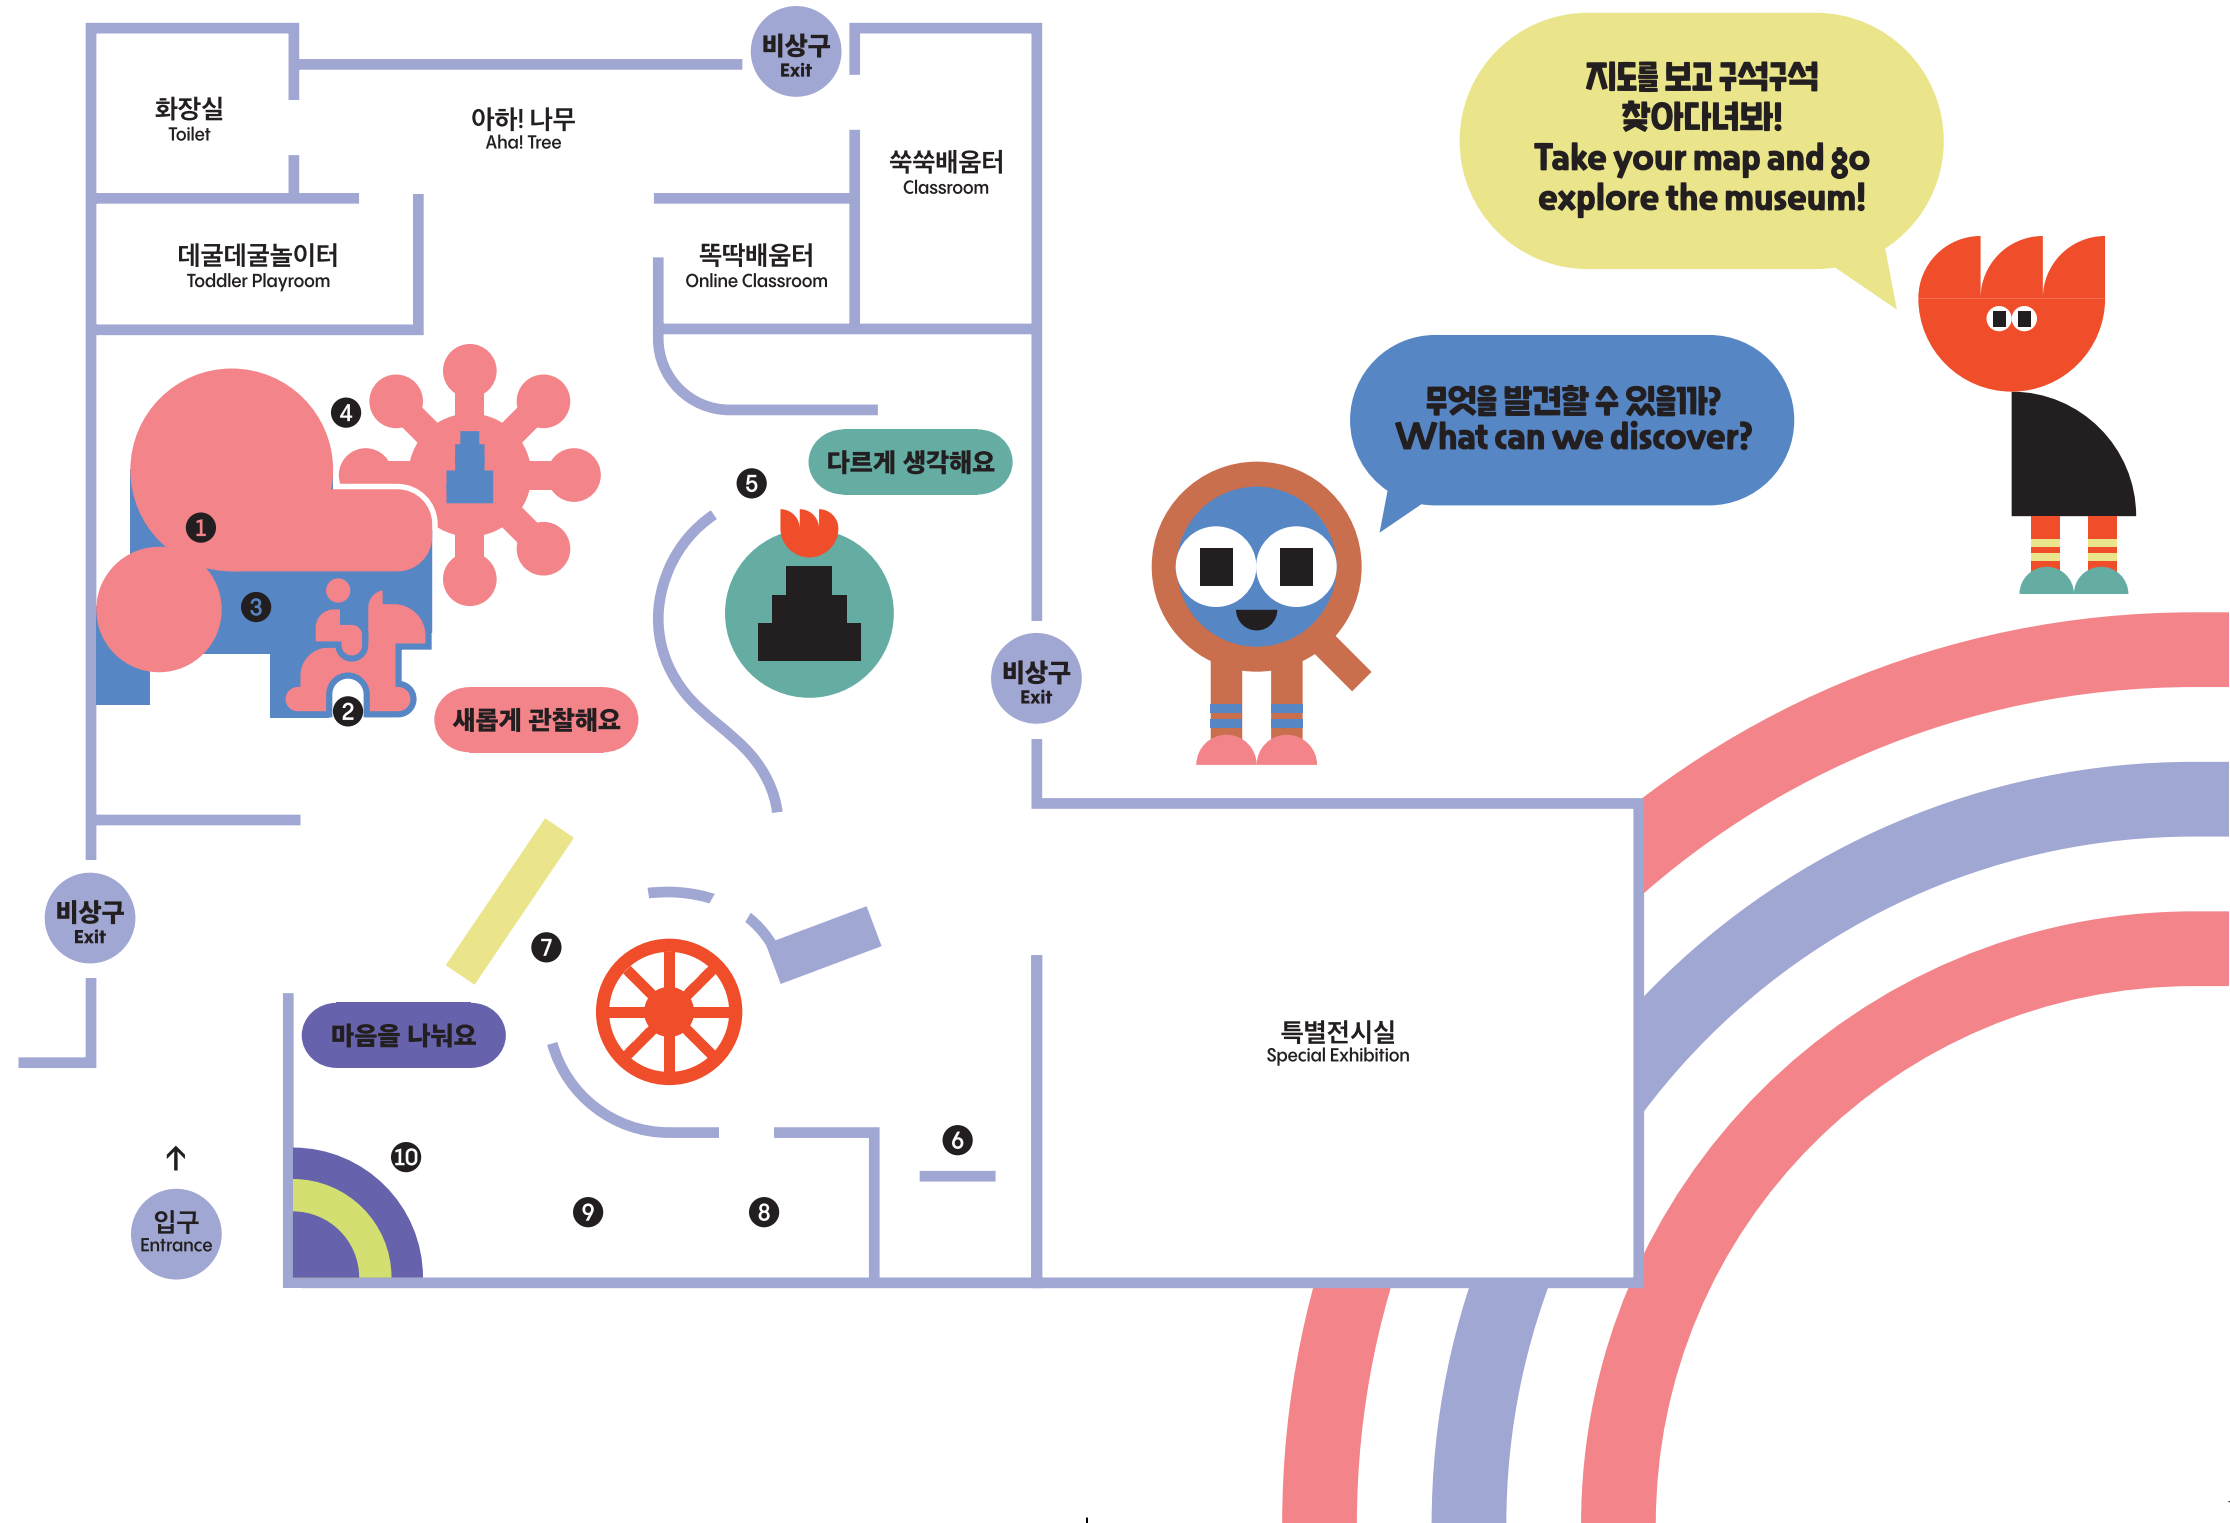 비상구
Exit
화장실
Toilet
아하! 나무
Aha! Tree
쑥쑥배움터
Classroom
데굴데굴놀이터
Toddler Playroom
똑딱배움터
Online Classroom
지도를 보고 구석구석
찾아다녀봐!
Take your map and go
explore the museum!
무엇을 발견할 수 있을까?
What can we discover?
4
5
다르게 생각해요
1
3
2
새롭게 관찰해요
비상구
Exit
비상구
Exit
7
마음을 나눠요
특별전시실
Special Exhibition
6
10
9
8
↑
입구
Entrance